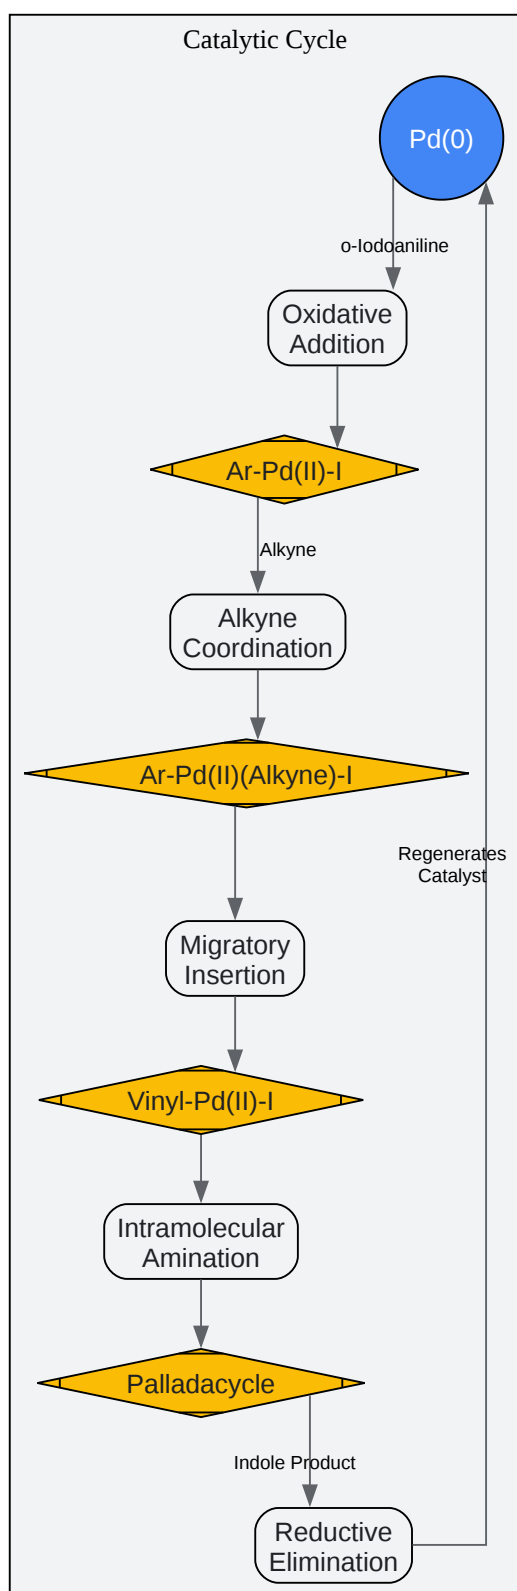 Catalytic Cycle
Pd(0)
o-Iodoaniline
Oxidative
Addition
Ar-Pd(II)-I
Alkyne
Alkyne
Coordination
Ar-Pd(II)(Alkyne)-I
Regenerates
Catalyst
Migratory
Insertion
Vinyl-Pd(II)-I
Intramolecular
Amination
Palladacycle
Indole Product
Reductive
Elimination